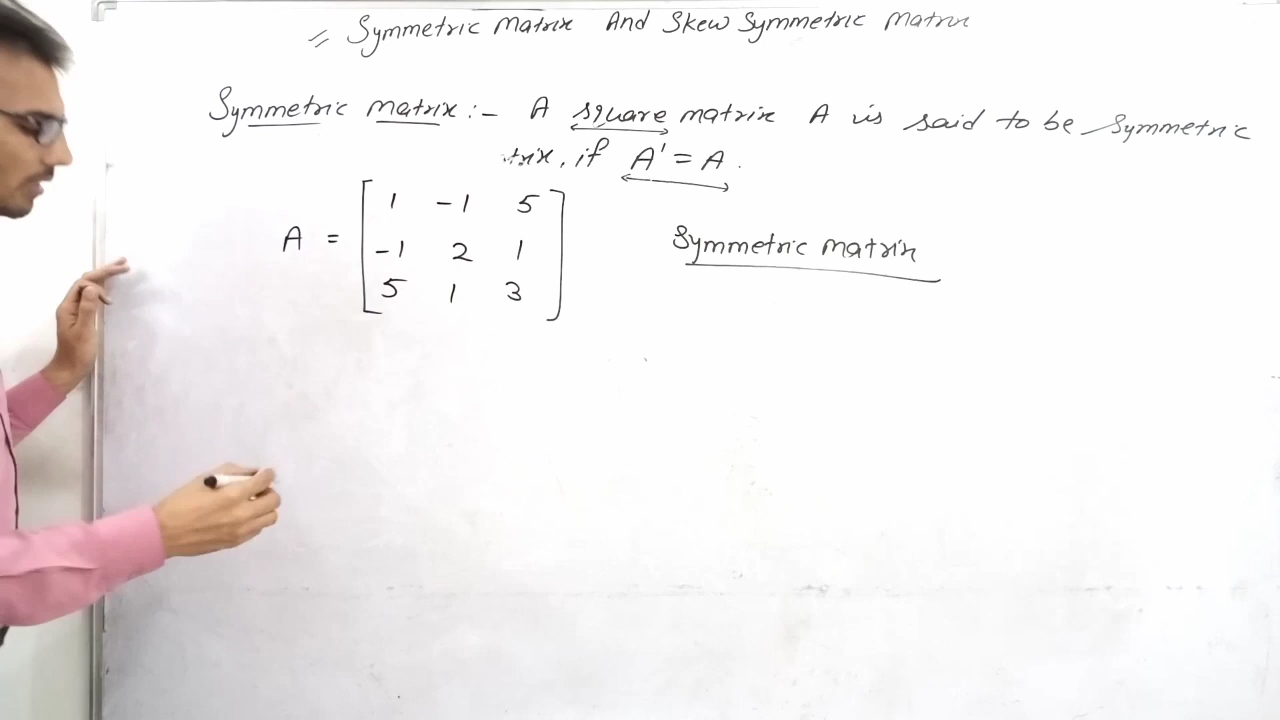 = Symmetric Matrix And Skew Symmetric Matrix
Symmetric Matrix :- A square matrix A is said to be symmetric
trix, if A' = A.
A = [ 1 -1 5
-1 2 1
5 1 3 ]
Symmetric matrix